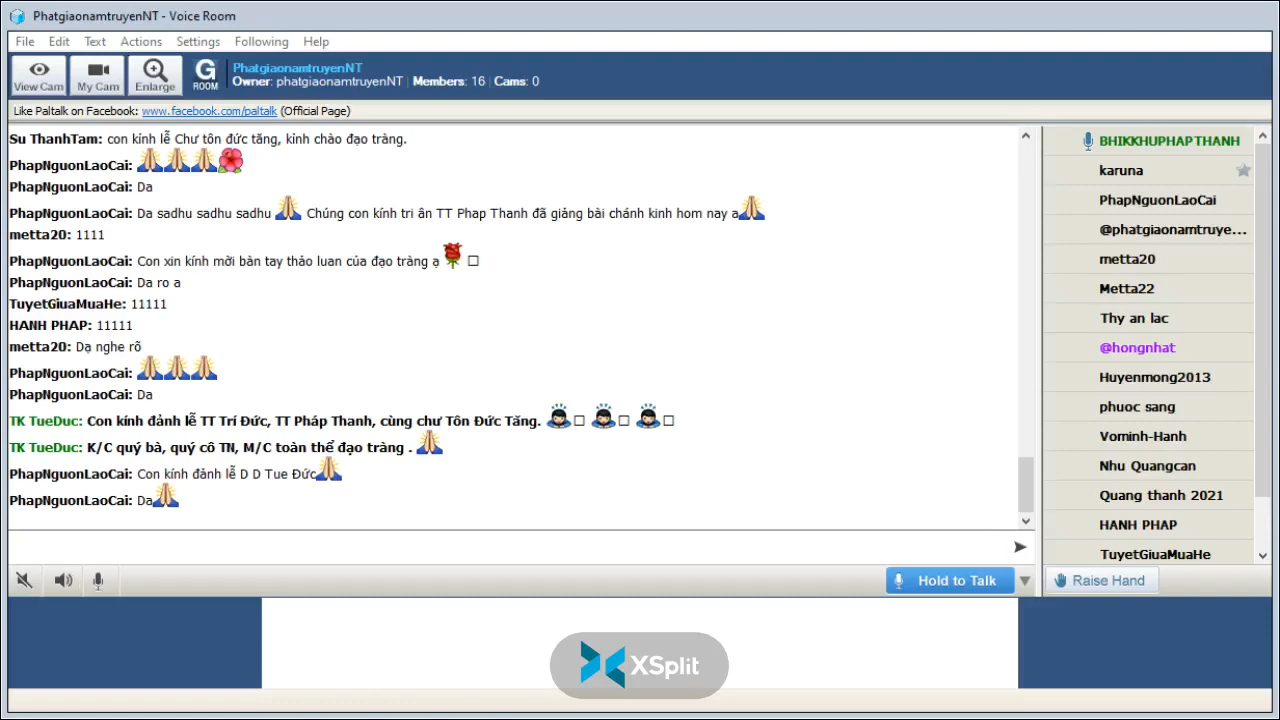 PhatgiaonamtruyenNT - Voice Room
File Edit Text Actions Settings Following Help
View Cam My Cam Enlarge G ROOM
PhatgiaonamtruyenNT
Owner: phatgiaonamtruyenNT Members: 16 Cams: 0
Like Paltalk on Facebook: www.facebook.com/paltalk (Official Page)
Su ThanhTam: con kính lễ Chư tôn đức tăng, kinh chào đạo tràng.
PhapNguonLaoCai:
PhapNguonLaoCai: Da
PhapNguonLaoCai: Da sadhu sadhu sadhu Chúng con kính tri ân TT Phap Thanh đã giảng bài chánh kinh hom nay a
metta20: 1111
PhapNguonLaoCai: Con xin kính mời bàn tay thảo luan của đạo tràng ạ
PhapNguonLaoCai: Da ro a
TuyetGiuaMuaHe: 11111
HANH PHAP: 11111
metta20: Dạ nghe rõ
PhapNguonLaoCai:
PhapNguonLaoCai: Da
TK TueDuc: Con kính đảnh lễ TT Trí Đức, TT Pháp Thanh, cùng chư Tôn Đức Tăng.
TK TueDuc: K/C quý bà, quý cô TN, M/C toàn thể đạo tràng .
PhapNguonLaoCai: Con kính đảnh lễ D D Tue Đức
PhapNguonLaoCai: Da
BHIKKHUPHAPTHANH
karuna
PhapNguonLaoCai
@phatgiaonamtruye...
metta20
Metta22
Thy an lac
@hongnhat
Huyenmong2013
phuoc sang
Vominh-Hanh
Nhu Quangcan
Quang thanh 2021
HANH PHAP
TuyetGiuaMuaHe
Hold to Talk
Raise Hand
XSplit